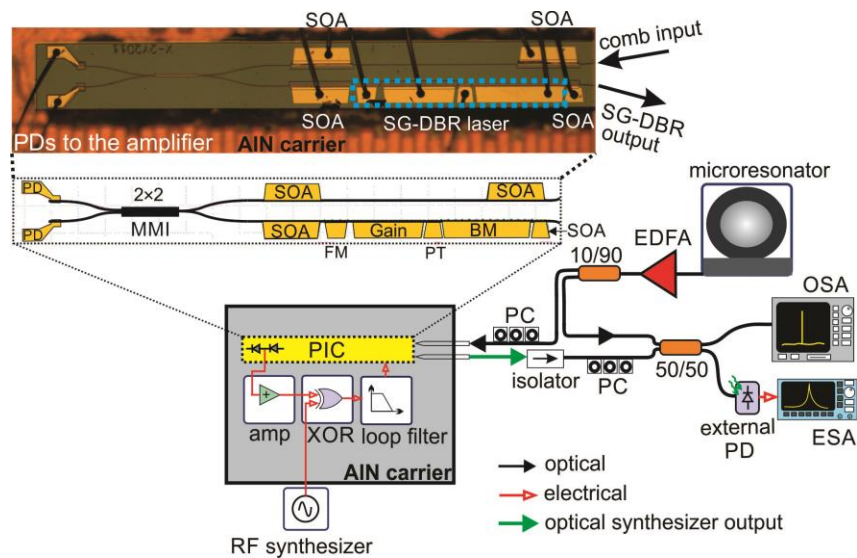 SOA
SOA
comb input
X-2Y2011
SOA
SG-DBR laser
SOA
SG-DBR
output
PDs to the amplifier
AlN carrier
microresonator
PD
2×2
SOA
SOA
MMI
PD
SOA
Gain
BM
SOA
FM
PT
EDFA
10/90
OSA
PC
PIC
isolator
PC
50/50
amp
XOR
loop filter
external
PD
ESA
AlN carrier
optical
electrical
optical synthesizer output
RF synthesizer